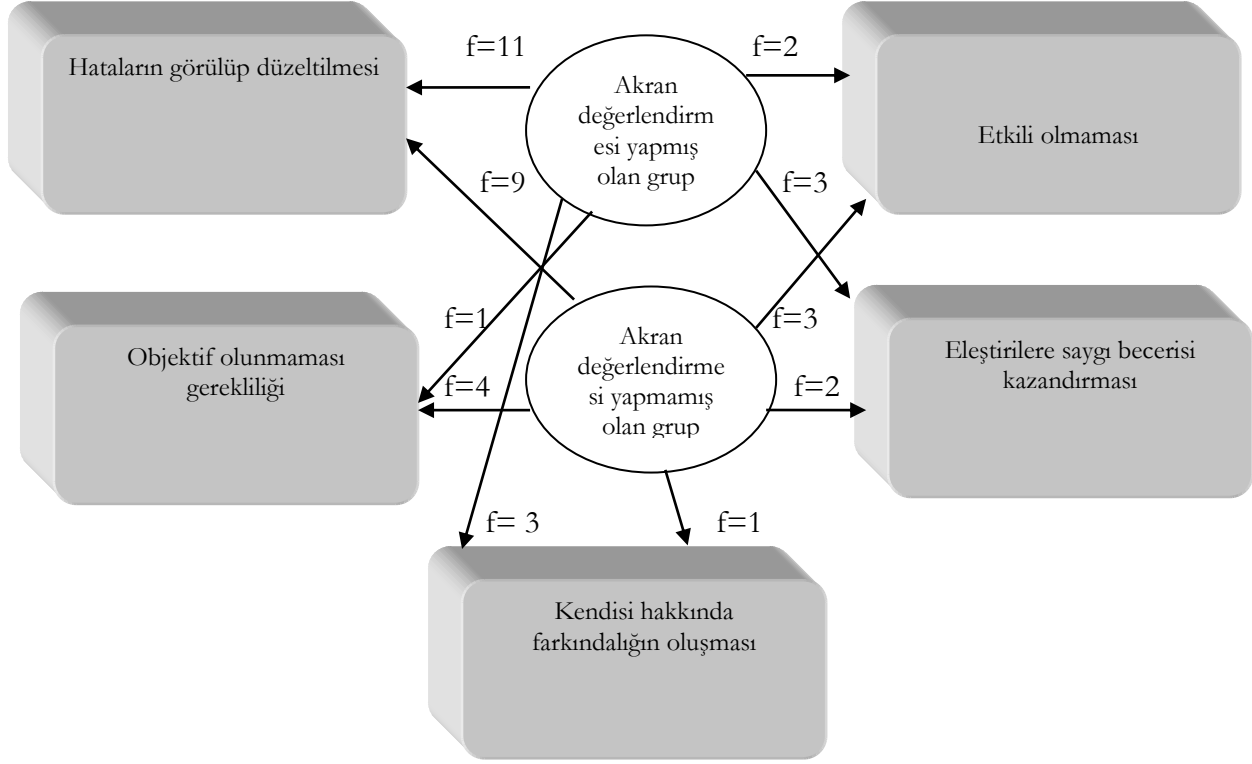 f=11
f=2
Hataların görülüp düzeltilmesi
Akran
değerlendirm
esi yapmış
olan grup
Etkili olmaması
f=9
f=3
f=1
f=3
Objektif olunmaması
gerekliliği
Akran
değerlendirme
si yapmamış
olan grup
Eleştirilere saygı becerisi
kazandırması
f=4
f=2
f= 3
f=1
Kendisi hakkında
farkındalığın oluşması